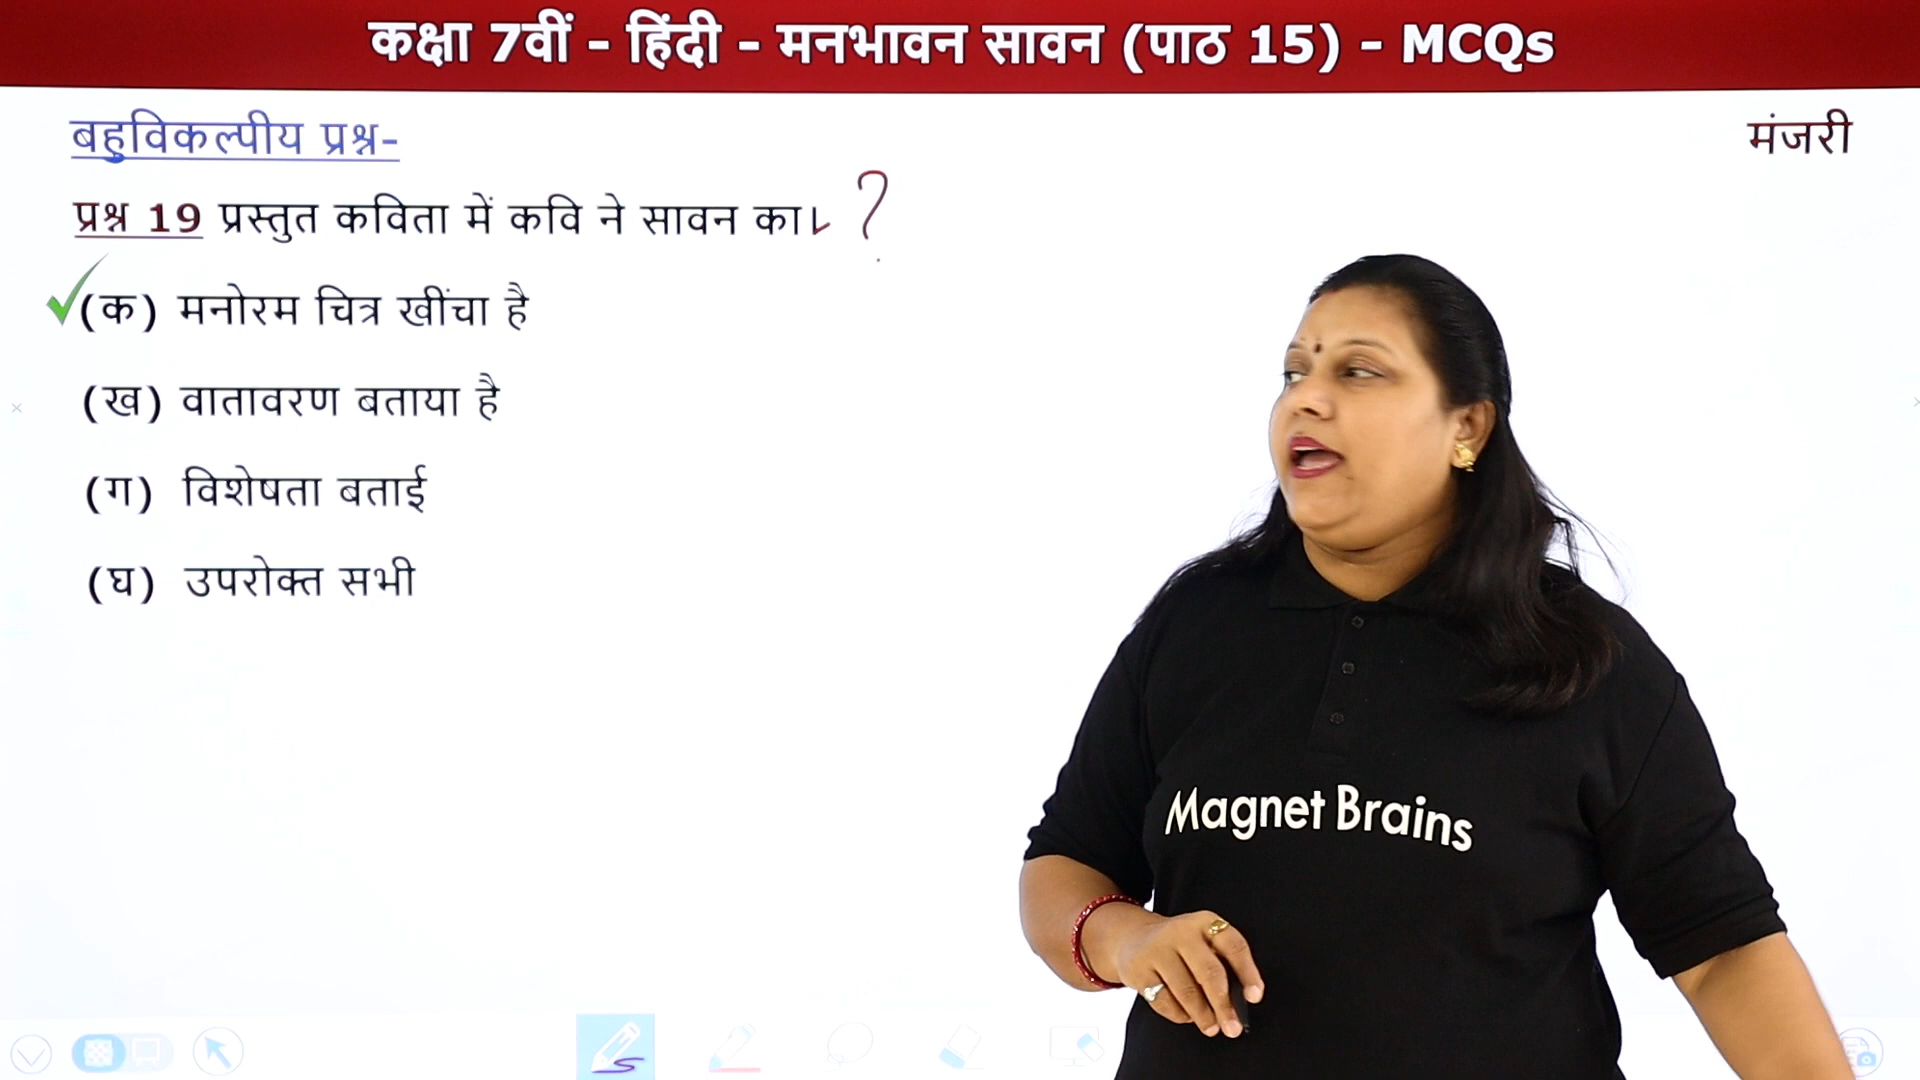 कक्षा 7वीं - हिंदी - मनभावन सावन (पाठ 15) - MCQs
बहुविकल्पीय प्रश्न-
मंजरी
प्रश्न 19 प्रस्तुत कविता में कवि ने सावन का। ?
(क) मनोरम चित्र खींचा है
(ख) वातावरण बताया है
(ग) विशेषता बताई
(घ) उपरोक्त सभी
Magnet Brains